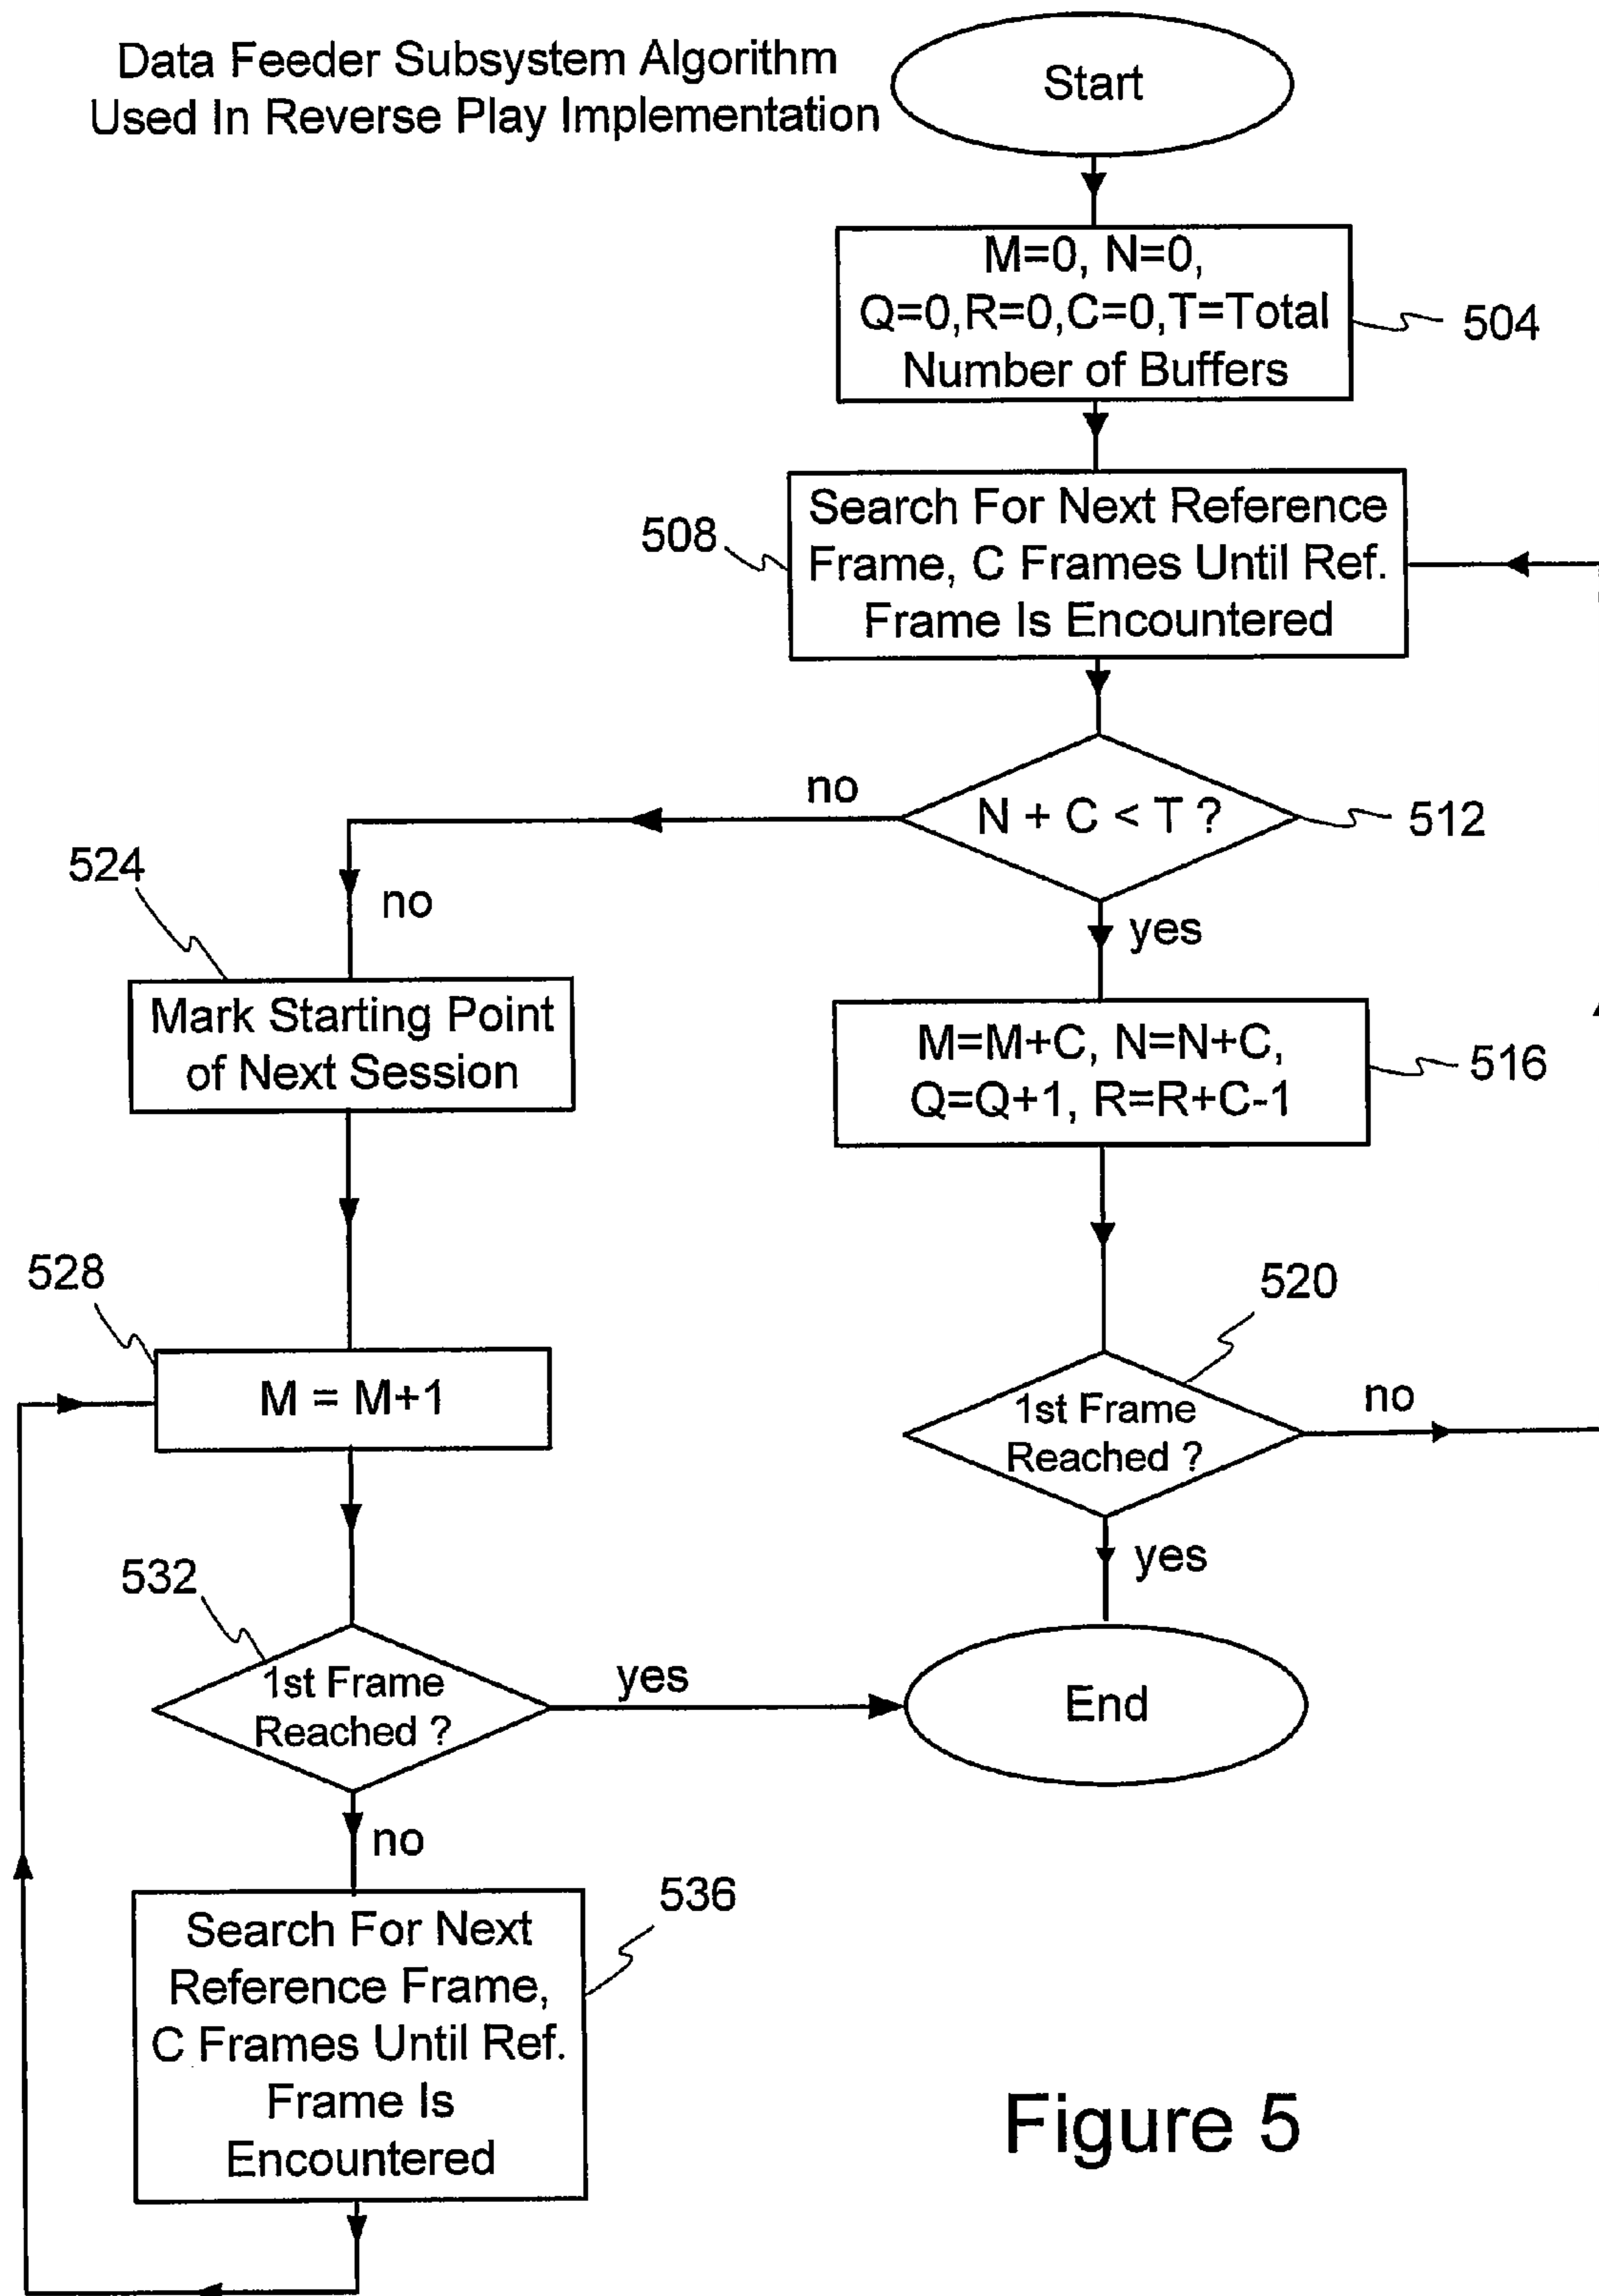 Data Feeder Subsystem Algorithm
Used In Reverse Play Implementation
Start
M=0, N=0,
Q=0,R=0,C=0,T=Total
Number of Buffers
504
Search For Next Reference
Frame, C Frames Until Ref.
Frame Is Encountered
508
N + C < T ?
512
no
no
yes
524
Mark Starting Point
of Next Session
M=M+C, N=N+C,
Q=Q+1, R=R+C-1
516
528
M = M+1
520
1st Frame
Reached ?
no
yes
532
1st Frame
Reached ?
yes
End
no
536
Search For Next
Reference Frame,
C Frames Until Ref.
Frame Is
Encountered
Figure 5